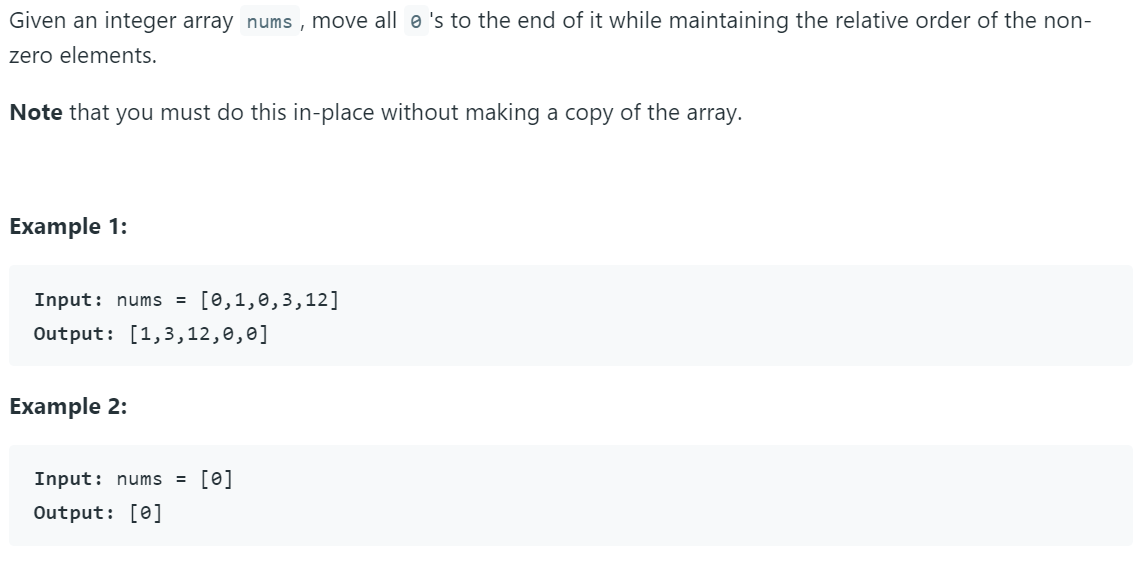 Given an integer array nums , move all 0 's to the end of it while maintaining the relative order of the non-
zero elements.
Note that you must do this in-place without making a copy of the array.
Example 1:
Input: nums = [0,1,0,3,12]
Output: [1,3,12,0,0]
Example 2:
Input: nums = [0]
Output: [0]